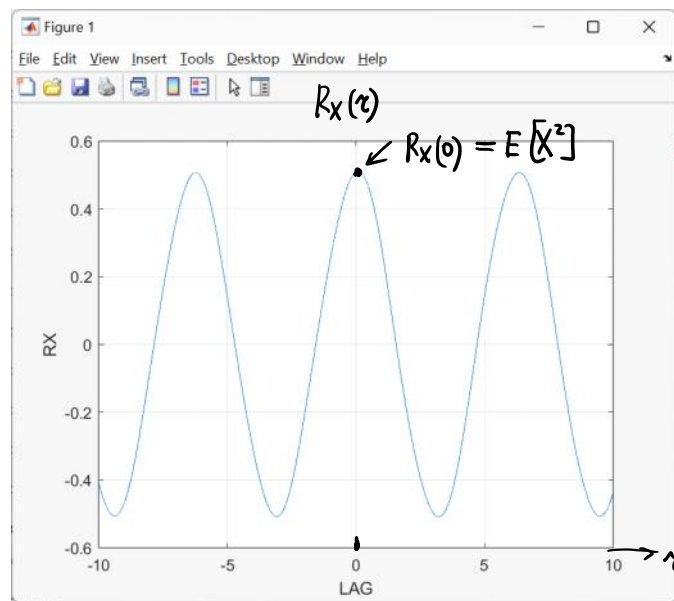 Figure 1
File Edit View Insert Tools Desktop Window Help
Rx(τ)
Rx(0) = E[X²]
0.6
0.4
0.2
0
-0.2
-0.4
-0.6
RX
-10 -5 0 5 10
τ
LAG